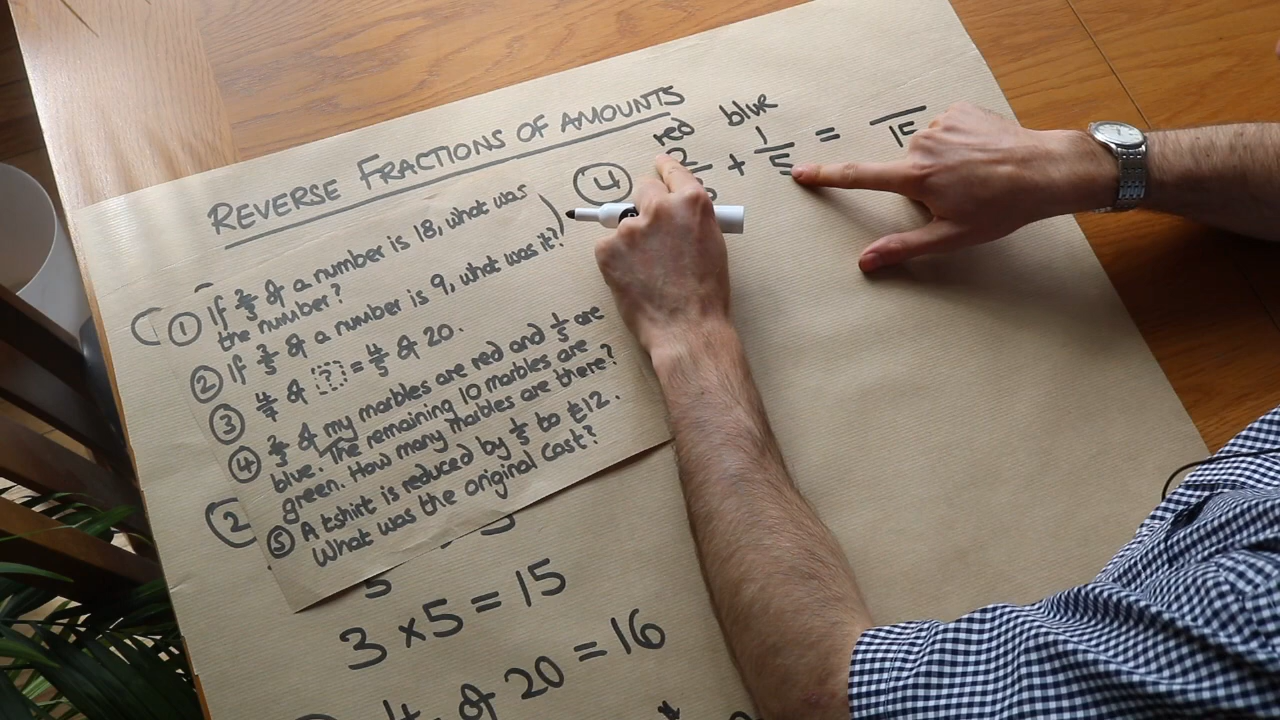 REVERSE FRACTIONS OF AMOUNTS
① If 2/3 of a number is 18, what was
the number?
② If 3/5 of a number is 9, what was it?
③ 4/7 of [?] = 4/5 of 20.
④ 2/3 of my marbles are red and 1/5 are
blue. The remaining 10 marbles are
green. How many marbles are there?
⑤ A tshirt is reduced by 1/5 to £12.
What was the original cost?
②
5
3 × 5 = 15
of 20 = 16
④
red blue
2 + 1/5 = /15